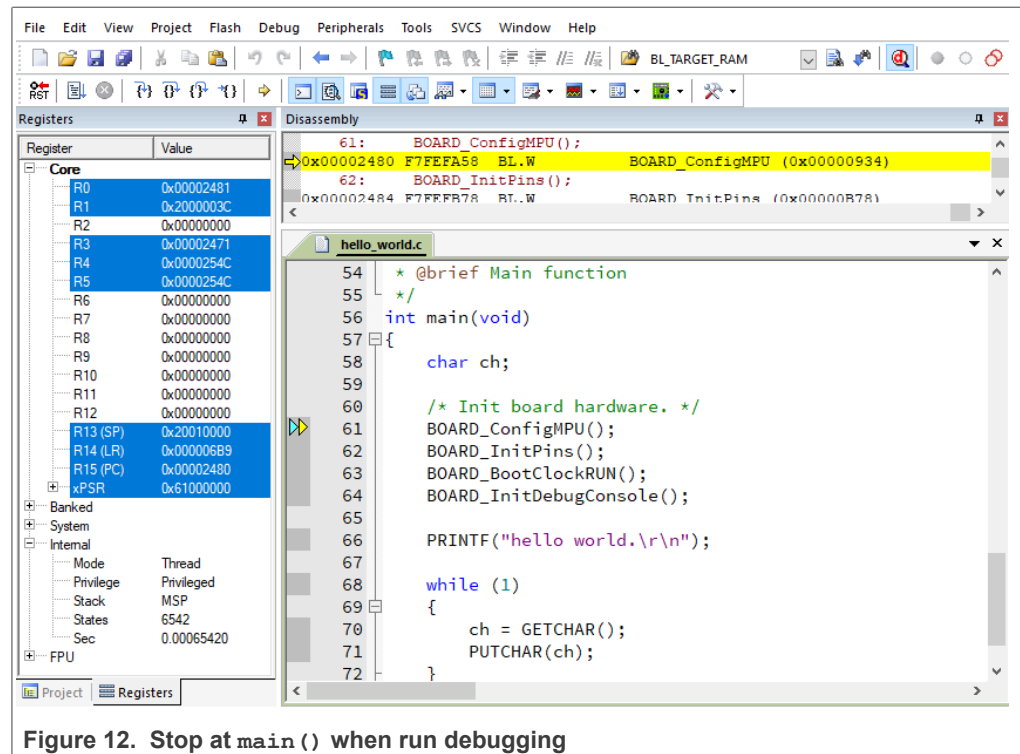 File Edit View Project Flash Debug Peripherals Tools SVCS Window Help
BL_TARGET_RAM
RST
Registers
Register Value
Core
R0 0x00002481
R1 0x2000003C
R2 0x00000000
R3 0x00002471
R4 0x0000254C
R5 0x0000254C
R6 0x00000000
R7 0x00000000
R8 0x00000000
R9 0x00000000
R10 0x00000000
R11 0x00000000
R12 0x00000000
R13 (SP) 0x20010000
R14 (LR) 0x000006B9
R15 (PC) 0x00002480
xPSR 0x61000000
Banked
System
Internal
Mode Thread
Privilege Privileged
Stack MSP
States 6542
Sec 0.00065420
FPU
Project Registers
Disassembly
61: BOARD_ConfigMPU();
0x00002480 F7FEFA58 BL.W BOARD_ConfigMPU (0x00000934)
62: BOARD_InitPins();
0x00002484 F7FEFB78 BL.W BOARD_InitPins (0x00000B78)
hello_world.c
54 * @brief Main function
55 */
56 int main(void)
57 {
58 char ch;
59
60 /* Init board hardware. */
61 BOARD_ConfigMPU();
62 BOARD_InitPins();
63 BOARD_BootClockRUN();
64 BOARD_InitDebugConsole();
65
66 PRINTF("hello world.\r\n");
67
68 while (1)
69 {
70 ch = GETCHAR();
71 PUTCHAR(ch);
72 }
Figure 12. Stop at main() when run debugging